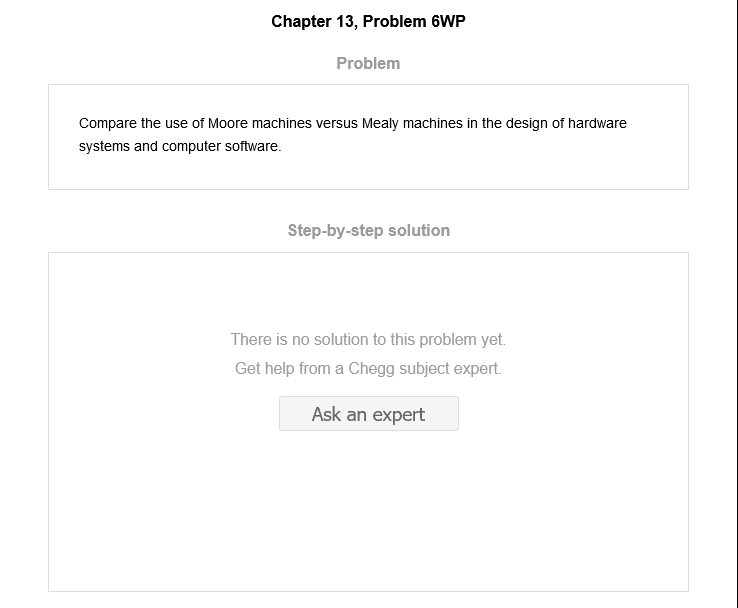 Chapter 13, Problem 6WP
Problem
Compare the use of Moore machines versus Mealy machines in the design of hardware
systems and computer software.
Step-by-step solution
There is no solution to this problem yet.
Get help from a Chegg subject expert.
Ask an expert